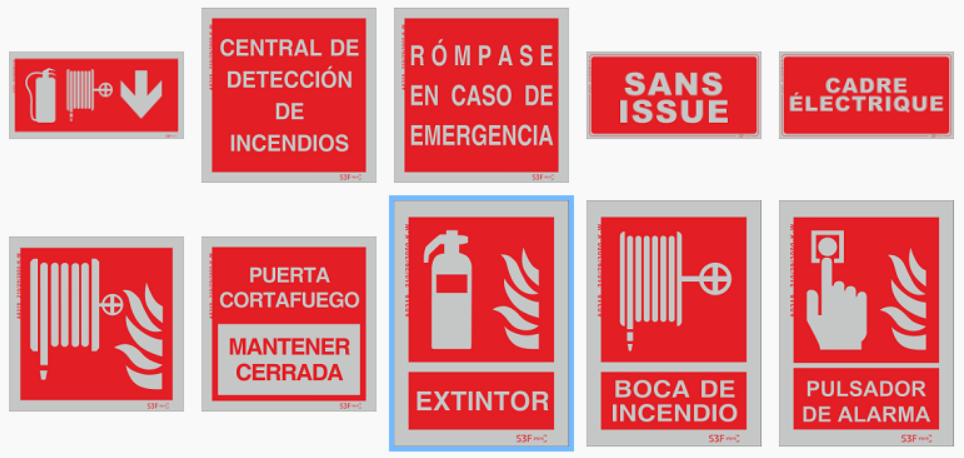 CENTRAL DE
DETECCIÓN
DE
INCENDIOS
RÓMPASE
EN CASO DE
EMERGENCIA
SANS
ISSUE
CADRE
ÉLECTRIQUE
S3F
S3F
PUERTA
CORTAFUEGO
MANTENER
CERRADA
S3F
S3F
EXTINTOR
S3F
BOCA DE
INCENDIO
S3F
PULSADOR
DE ALARMA
S3F